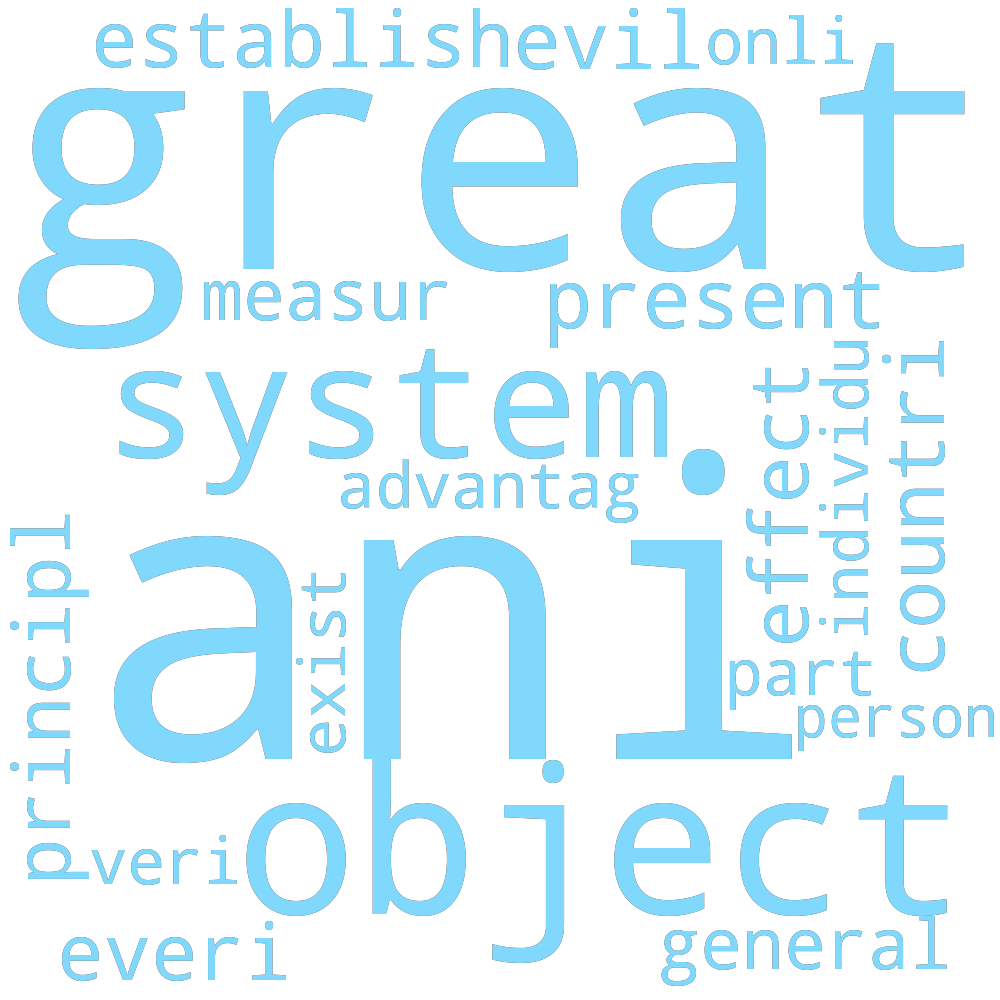 establish evil onli
great
measur present
system
effect individu countri
advantag
ani
principl exist
part
person
object
veri
everi general